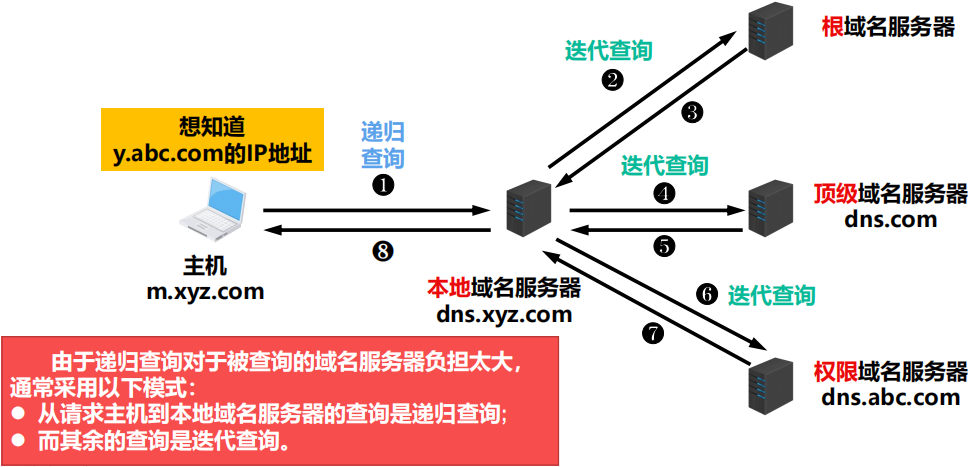 想知道
y.abc.com的IP地址
递归
查询
❶
❽
主机
m.xyz.com
本地域名服务器
dns.xyz.com
迭代查询
❷
❸
根域名服务器
迭代查询
❹
❺
顶级域名服务器
dns.com
❻ 迭代查询
❼
权限域名服务器
dns.abc.com
由于递归查询对于被查询的域名服务器负担太大，
通常采用以下模式：
● 从请求主机到本地域名服务器的查询是递归查询；
● 而其余的查询是迭代查询。